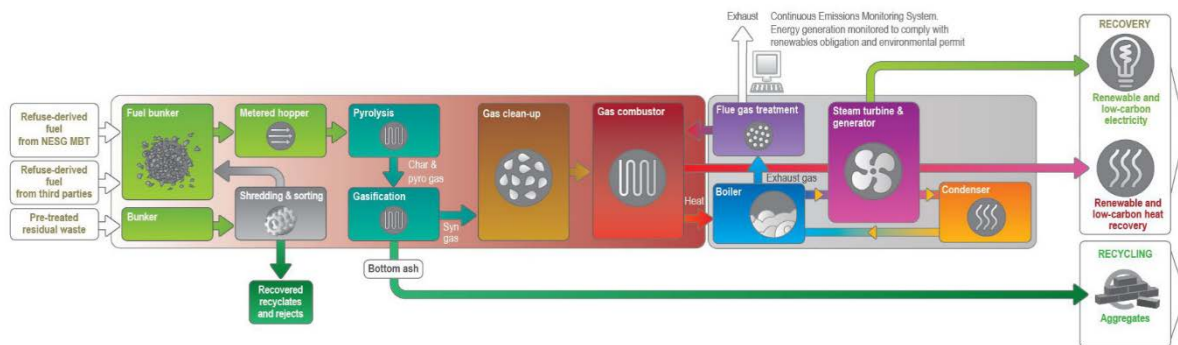 Exhaust
Continuous Emissions Monitoring System.
Energy generation monitored to comply with
renewables obligation and environmental permit
RECOVERY
Renewable and
low-carbon
electricity
Refuse-derived
fuel
from NESG MBT
Refuse-derived
fuel
from third parties
Pre-treated
residual waste
Fuel bunker
Metered hopper
Pyrolysis
Char &
pyro gas
Bunker
Shredding & sorting
Gasification
Syn
gas
Gas clean-up
Gas combustor
Heat
Flue gas treatment
Exhaust gas
Boiler
Steam turbine &
generator
Condenser
Renewable and
low-carbon heat
recovery
Bottom ash
Recovered
recyclates
and rejects
RECYCLING
Aggregates